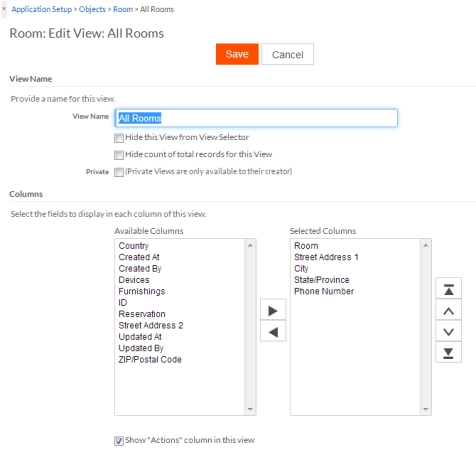 Application Setup > Objects > Room > All Rooms
Room: Edit View: All Rooms
Save Cancel
View Name
Provide a name for this view.
View Name All Rooms
Hide this View from View Selector
Hide count of total records for this View
Private (Private Views are only available to their creator)
Columns
Select the fields to display in each column of this view.
Available Columns
Country
Created At
Created By
Devices
Furnishings
ID
Reservation
Street Address 2
Updated At
Updated By
ZIP/Postal Code
Selected Columns
Room
Street Address 1
City
State/Province
Phone Number
Show "Actions" column in this view